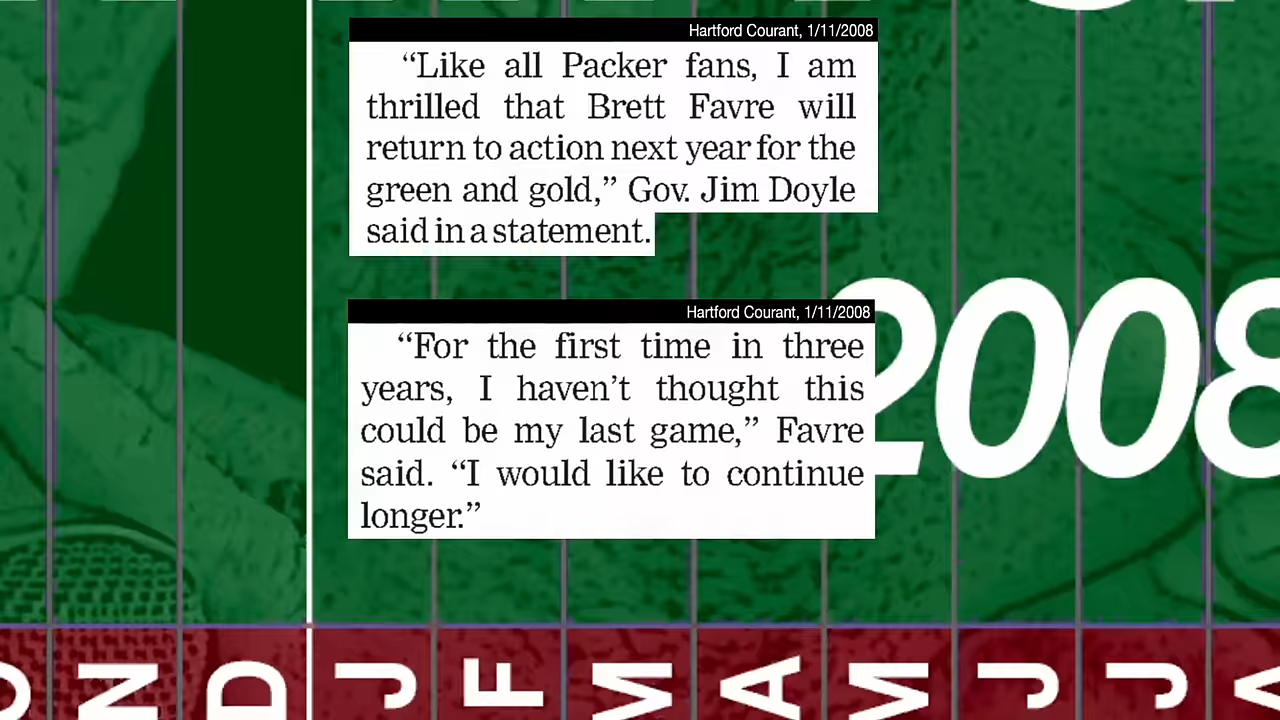 Hartford Courant, 1/11/2008
“Like all Packer fans, I am
thrilled that Brett Favre will
return to action next year for the
green and gold,” Gov. Jim Doyle
said in a statement.
Hartford Courant, 1/11/2008
“For the first time in three
years, I haven’t thought this
could be my last game,” Favre
said. “I would like to continue
longer.”
2008
O N D J F M A M J J A